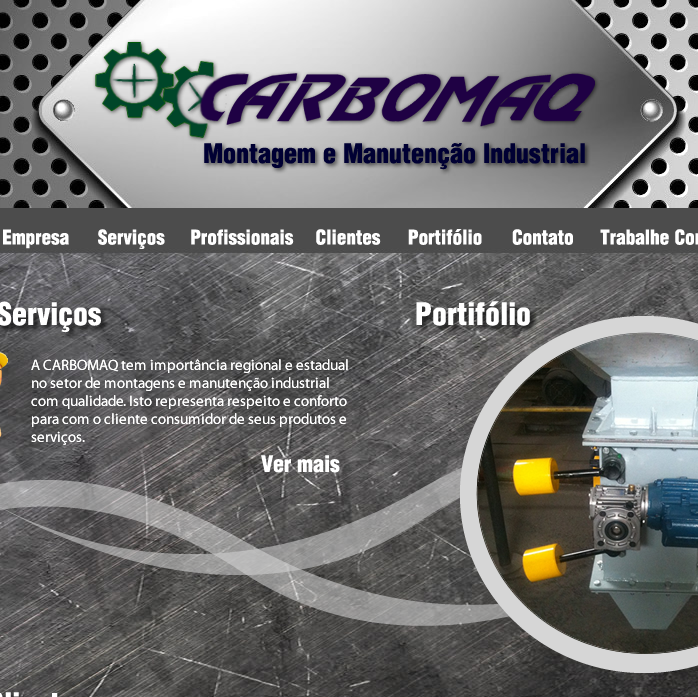 CARBOMAQ
Montagem e Manutenção Industrial
Empresa Serviços Profissionais Clientes Portifólio Contato Trabalhe
Serviços
Portifólio
A CARBOMAQ tem importância regional e estadual
no setor de montagens e manutenção industrial
com qualidade. Isto representa respeito e conforto
para com o cliente consumidor de seus produtos e
serviços.
Ver mais